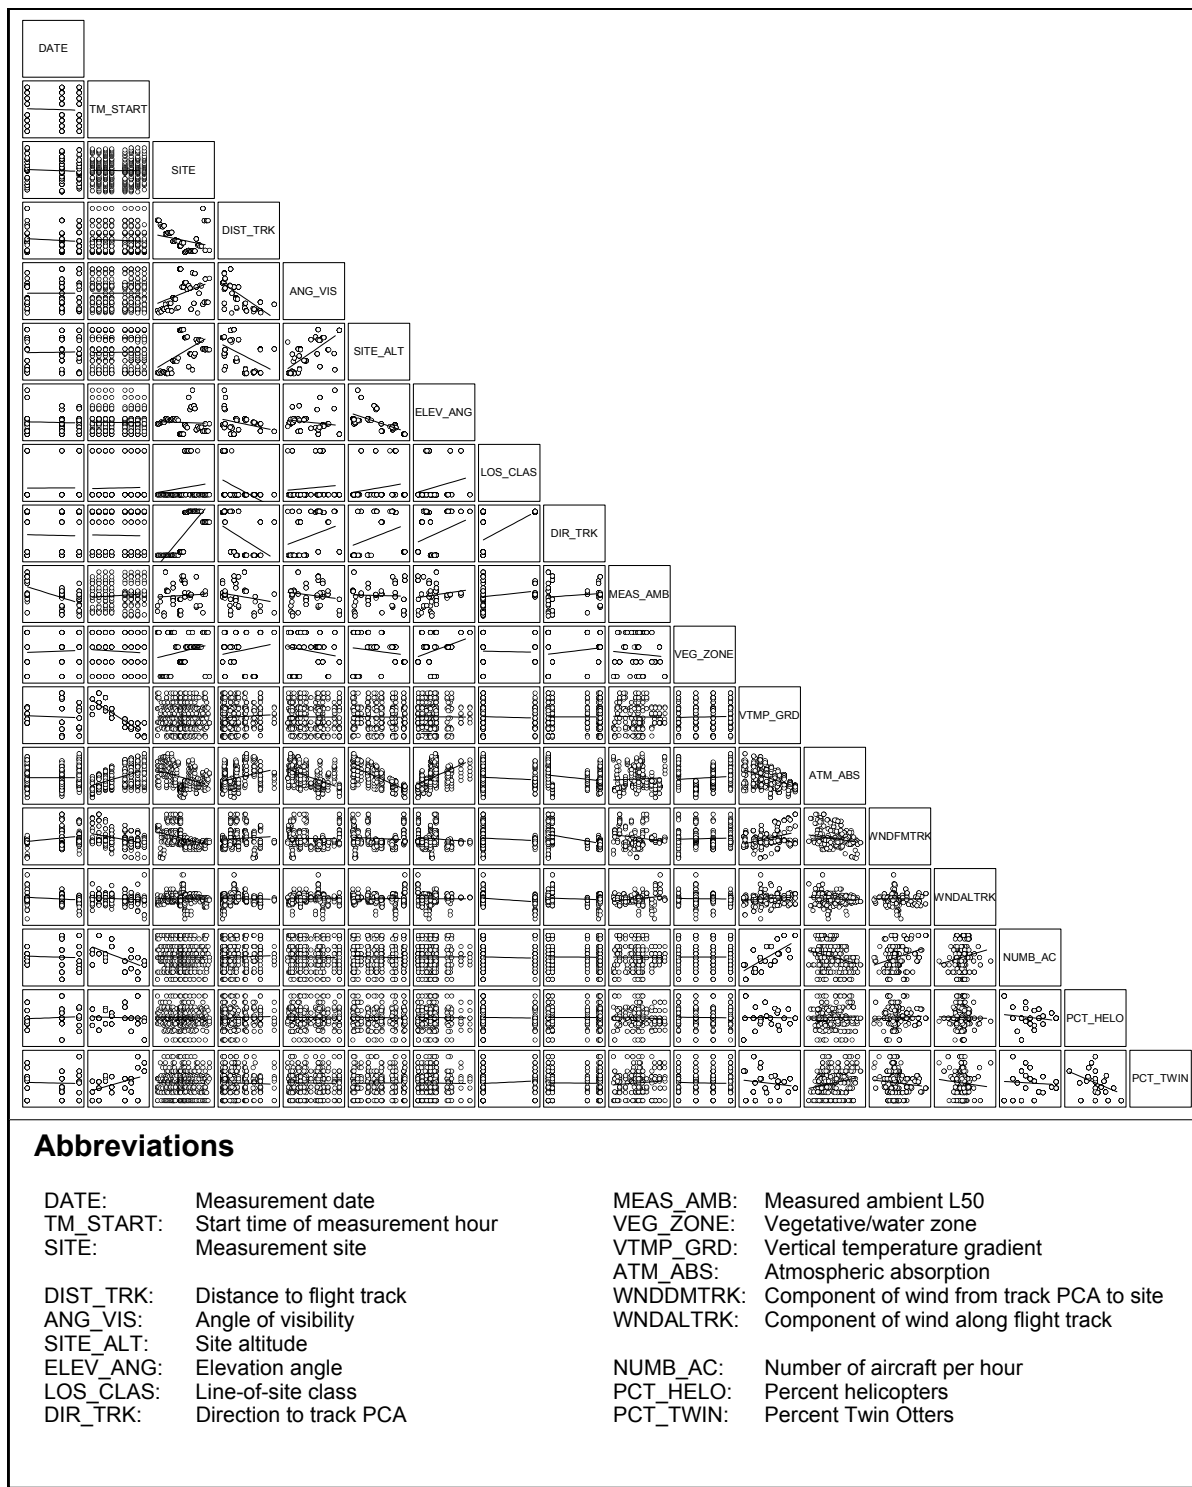 DATE
TM_START
SITE
DIST_TRK
ANG_VIS
SITE_ALT
ELEV_ANG
LOS_CLAS
DIR_TRK
MEAS_AMB
VEG_ZONE
VTMP_GRD
ATM_ABS
WNDFMTRK
WNDALTRK
NUMB_AC
PCT_HELO
PCT_TWIN
Abbreviations
DATE: Measurement date
TM_START: Start time of measurement hour
SITE: Measurement site
DIST_TRK: Distance to flight track
ANG_VIS: Angle of visibility
SITE_ALT: Site altitude
ELEV_ANG: Elevation angle
LOS_CLAS: Line-of-site class
DIR_TRK: Direction to track PCA
MEAS_AMB: Measured ambient L50
VEG_ZONE: Vegetative/water zone
VTMP_GRD: Vertical temperature gradient
ATM_ABS: Atmospheric absorption
WNDDMTRK: Component of wind from track PCA to site
WNDALTRK: Component of wind along flight track
NUMB_AC: Number of aircraft per hour
PCT_HELO: Percent helicopters
PCT_TWIN: Percent Twin Otters